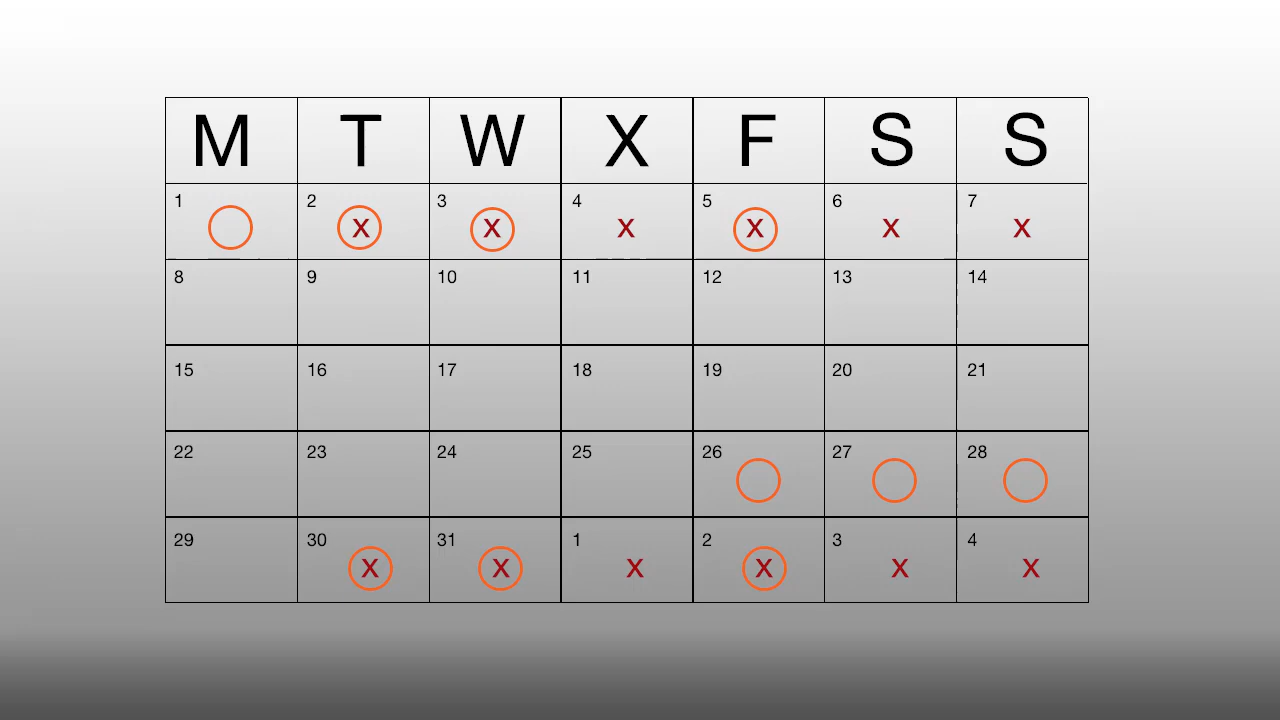 M T W X F S S
1 2 3 4 5 6 7
x x x x x x
8 9 10 11 12 13 14
15 16 17 18 19 20 21
22 23 24 25 26 27 28
29 30 31 1 2 3 4
x x x x x x